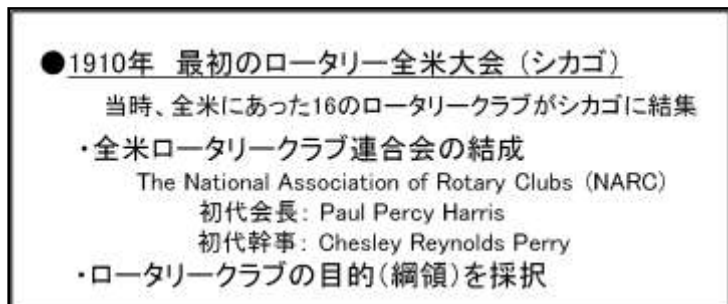 ●1910年 最初のロータリー全米大会（シカゴ）
当時、全米にあった16のロータリークラブがシカゴに結集
・全米ロータリークラブ連合会の結成
The National Association of Rotary Clubs (NARC)
初代会長： Paul Percy Harris
初代幹事： Chesley Reynolds Perry
・ロータリークラブの目的（綱領）を採択